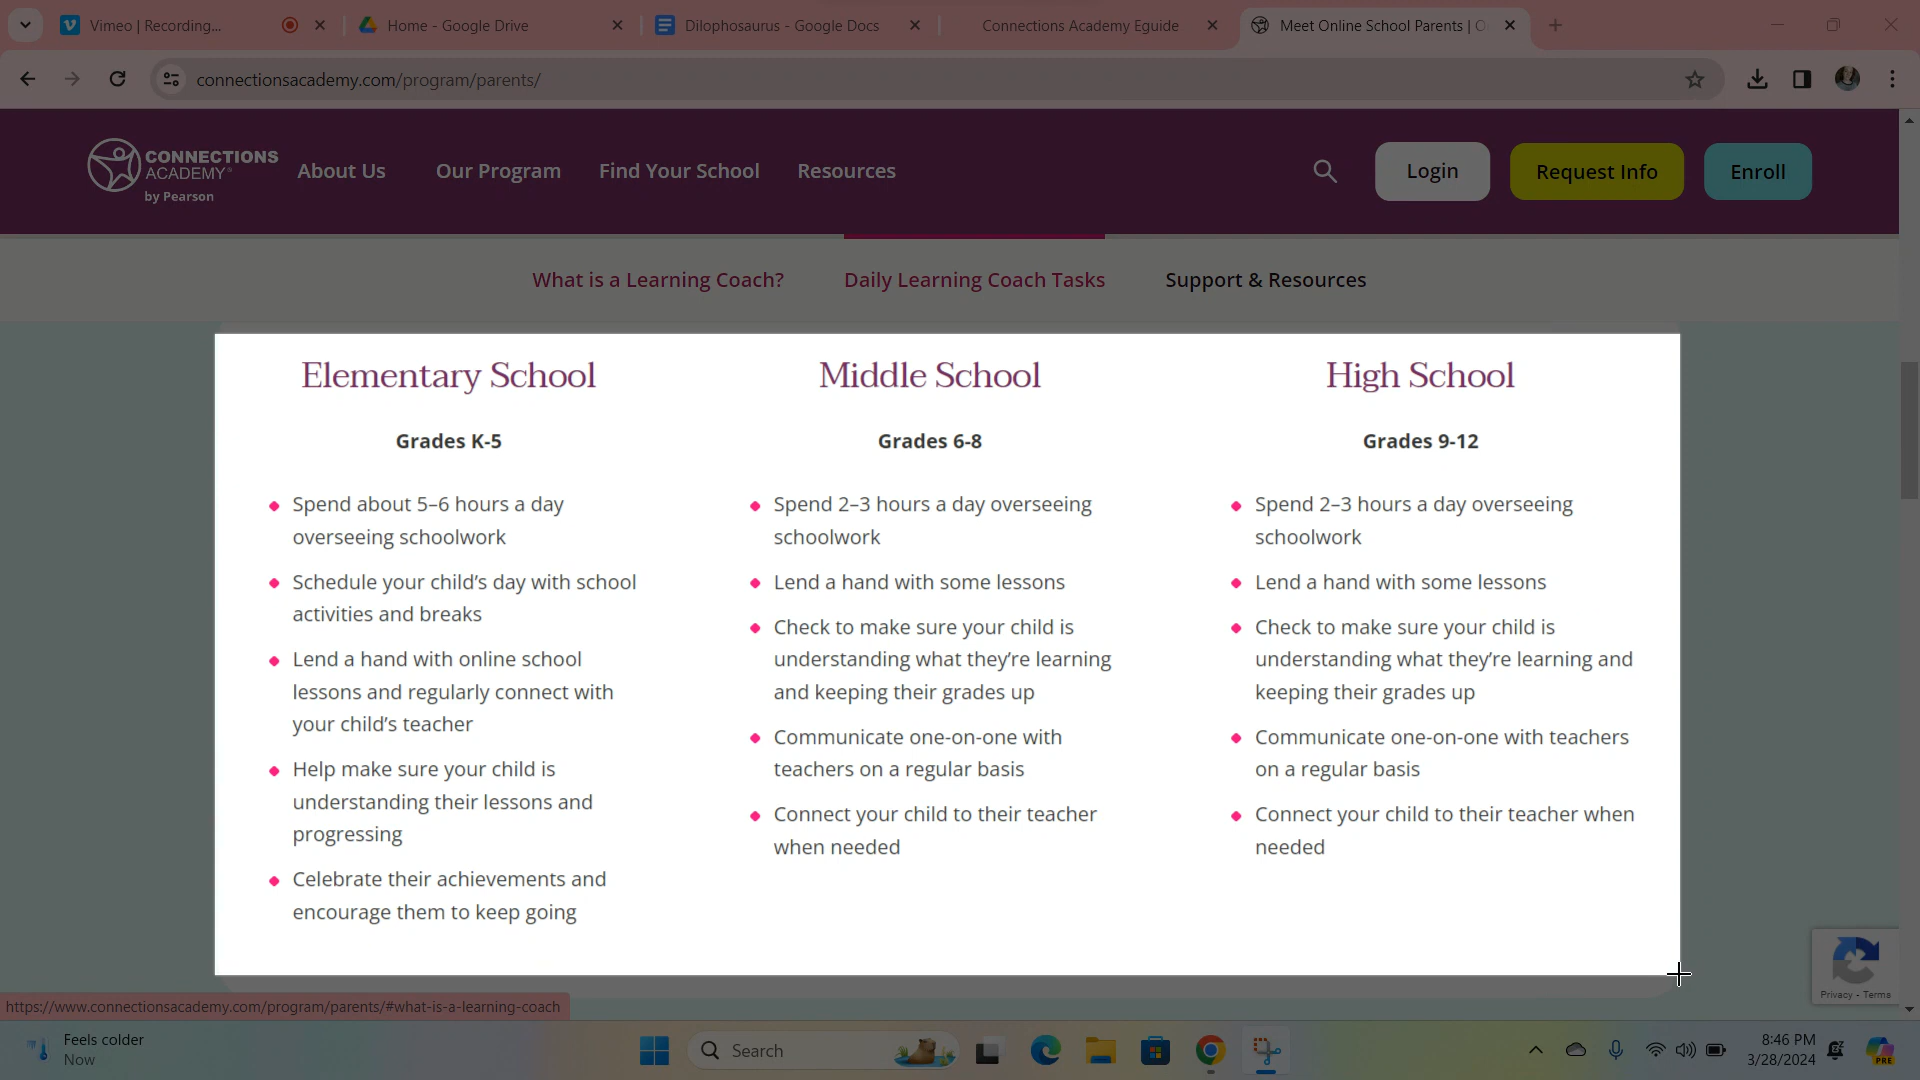 Vimeo | Recording...
Home - Google Drive
Dilophosaurus - Google Docs
Connections Academy Eguide
Meet Online School Parents | O
connectionsacademy.com/program/parents/
CONNECTIONS
ACADEMY®
by Pearson
About Us
Our Program
Find Your School
Resources
Login
Request Info
Enroll
What is a Learning Coach?
Daily Learning Coach Tasks
Support & Resources
Elementary School
Grades K-5
Spend about 5–6 hours a day
overseeing schoolwork
Schedule your child’s day with school
activities and breaks
Lend a hand with online school
lessons and regularly connect with
your child’s teacher
Help make sure your child is
understanding their lessons and
progressing
Celebrate their achievements and
encourage them to keep going
Middle School
Grades 6-8
Spend 2–3 hours a day overseeing
schoolwork
Lend a hand with some lessons
Check to make sure your child is
understanding what they’re learning
and keeping their grades up
Communicate one-on-one with
teachers on a regular basis
Connect your child to their teacher
when needed
High School
Grades 9-12
Spend 2–3 hours a day overseeing
schoolwork
Lend a hand with some lessons
Check to make sure your child is
understanding what they’re learning and
keeping their grades up
Communicate one-on-one with teachers
on a regular basis
Connect your child to their teacher when
needed
Privacy - Terms
https://www.connectionsacademy.com/program/parents/#what-is-a-learning-coach
Feels colder
Now
Search
8:46 PM
3/28/2024
PRE